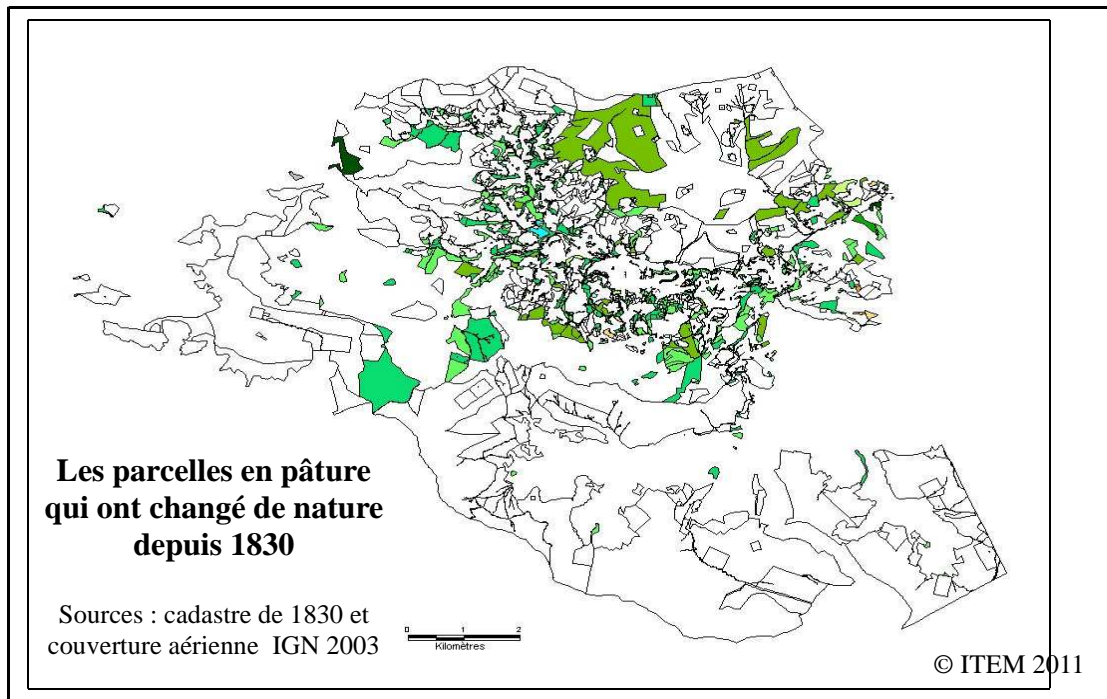 Les parcelles en pâture
qui ont changé de nature
depuis 1830
Sources : cadastre de 1830 et
couverture aérienne IGN 2003
0 1 2
Kilomètres
© ITEM 2011